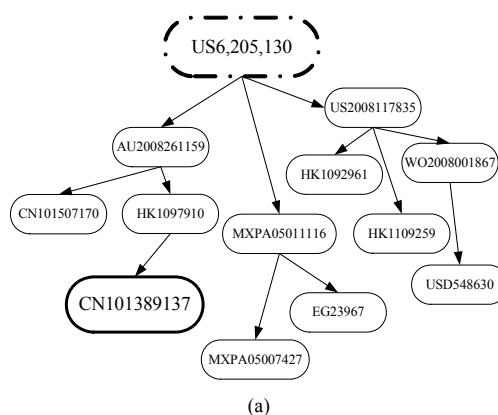 US6,205,130
US2008117835
AU2008261159
HK1092961
WO2008001867
CN101507170
HK1097910
MXPA05011116
HK1109259
CN101389137
EG23967
USD548630
MXPA05007427
(a)